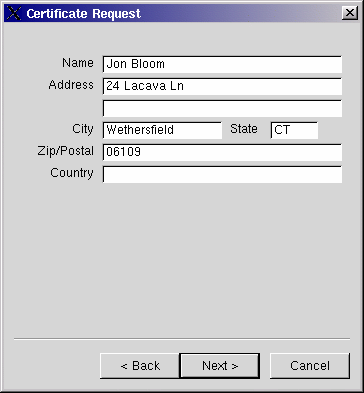 Certificate Request
Name Jon Bloom
Address 24 Lacava Ln
City Wethersfield State CT
Zip/Postal 06109
Country
< Back Next > Cancel